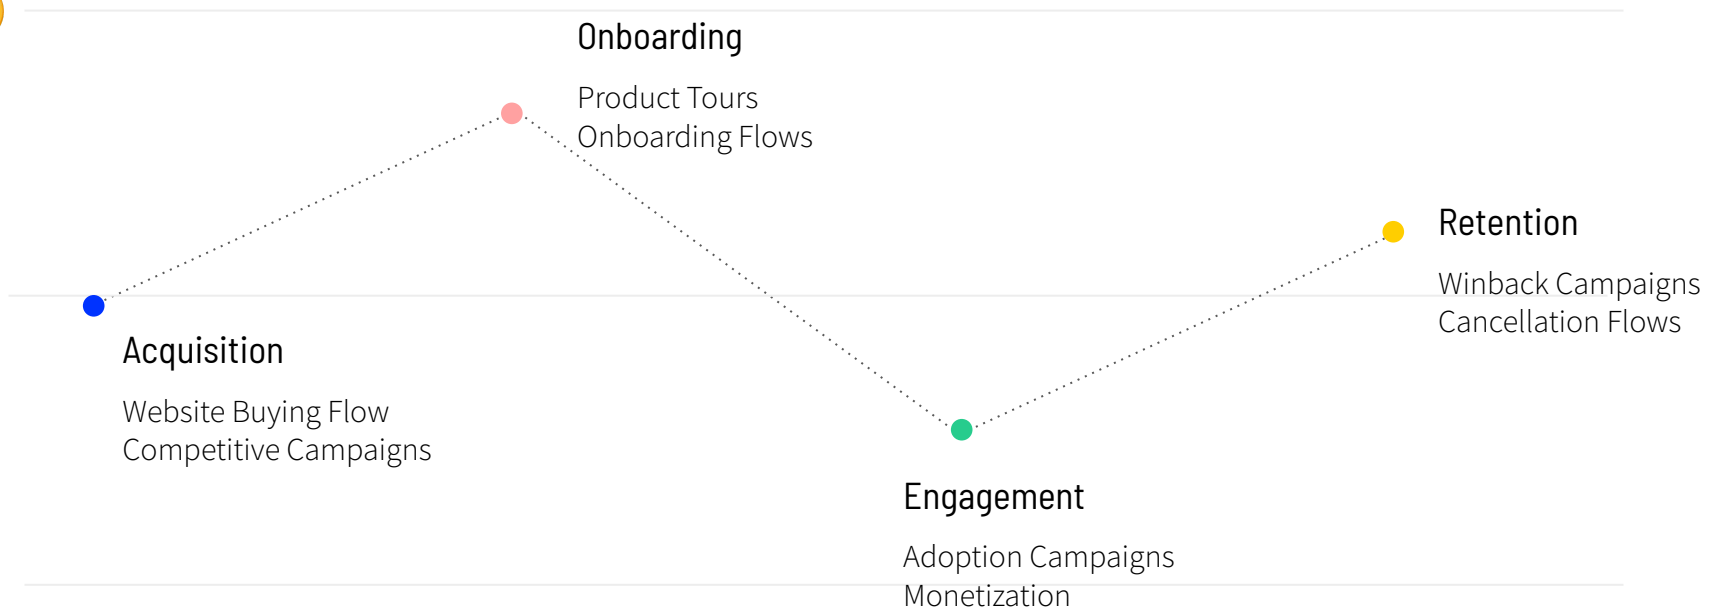 Onboarding
Product Tours
Onboarding Flows
Retention
Winback Campaigns
Cancellation Flows
Acquisition
Website Buying Flow
Competitive Campaigns
Engagement
Adoption Campaigns
Monetization